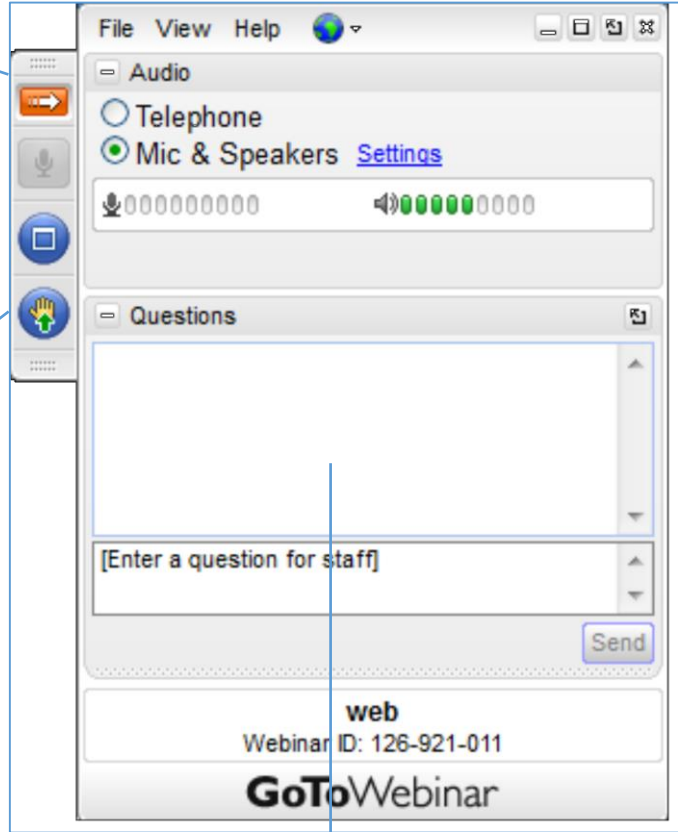 File View Help
Audio
Telephone
Mic & Speakers Settings
Questions
[Enter a question for staff]
Send
web
Webinar ID: 126-921-011
GoToWebinar